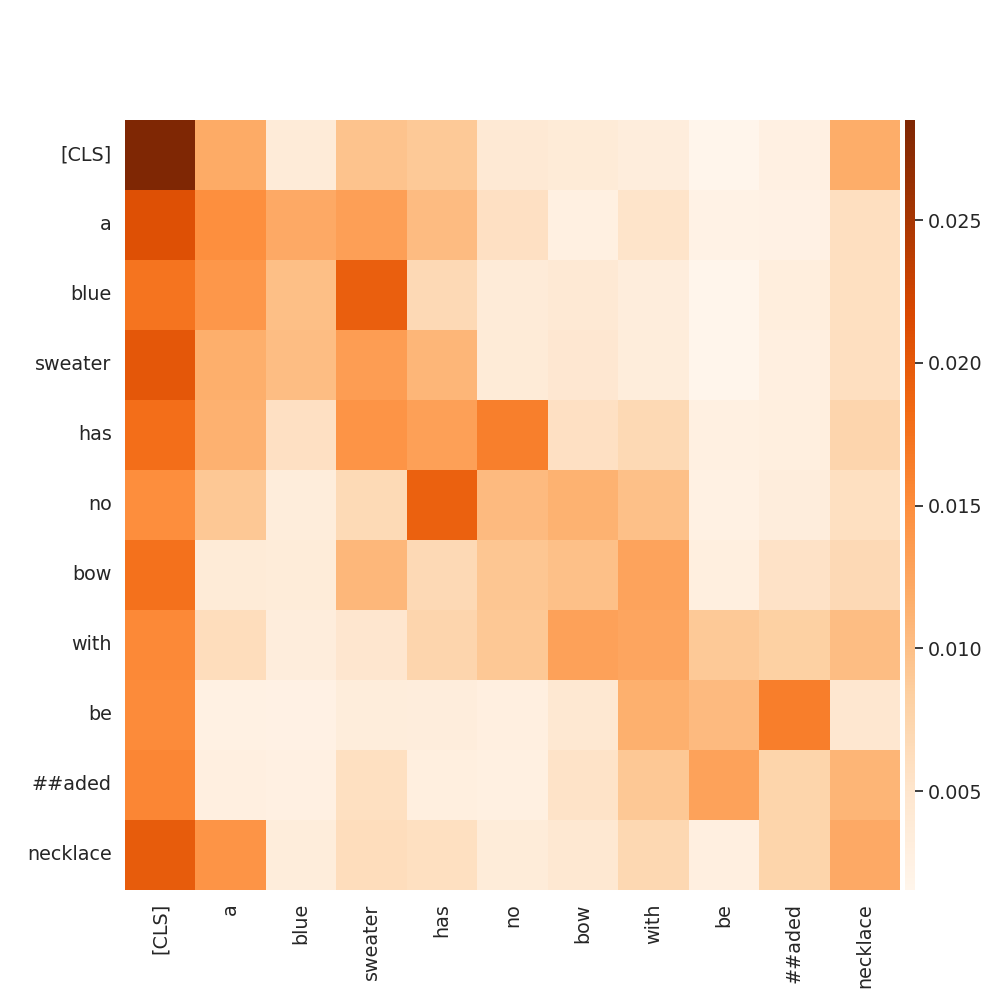 [CLS]
a
blue
sweater
has
no
bow
with
be
##aded
necklace
0.025
0.020
0.015
0.010
0.005
[CLS]
a
blue
sweater
has
no
bow
with
be
##aded
necklace